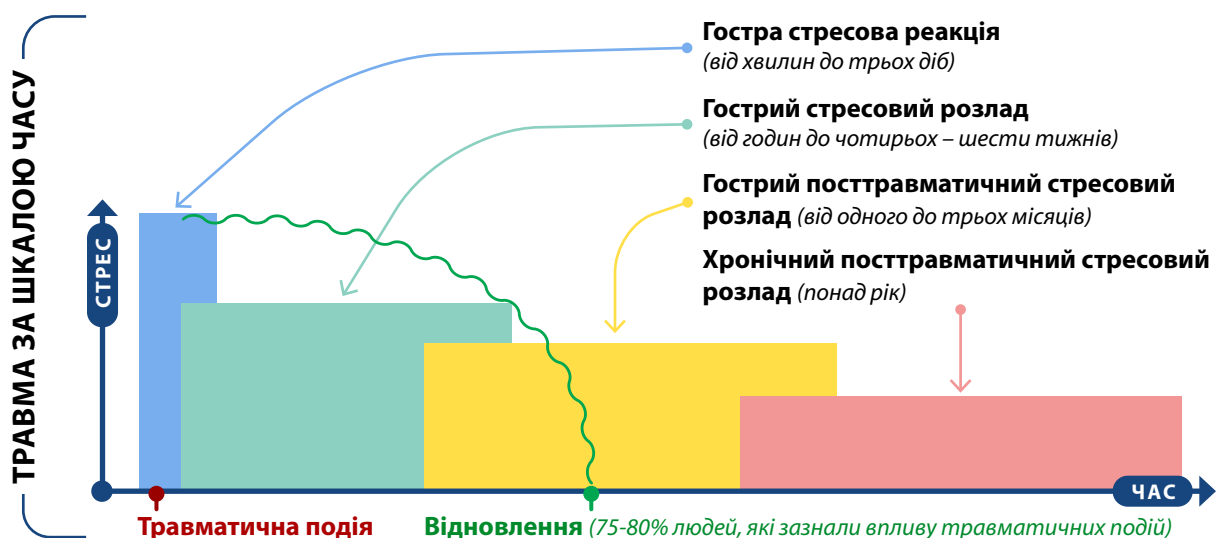 ТРАВМА ЗА ШКАЛОЮ ЧАСУ
Гостра стресова реакція
(від хвилин до трьох діб)
Гострий стресовий розлад
(від годин до чотирьох – шести тижнів)
Гострий посттравматичний стресовий
розлад (від одного до трьох місяців)
Хронічний посттравматичний стресовий
розлад (понад рік)
СТРЕС
ЧАС
Травматична подія
Відновлення (75-80% людей, які зазнали впливу травматичних подій)